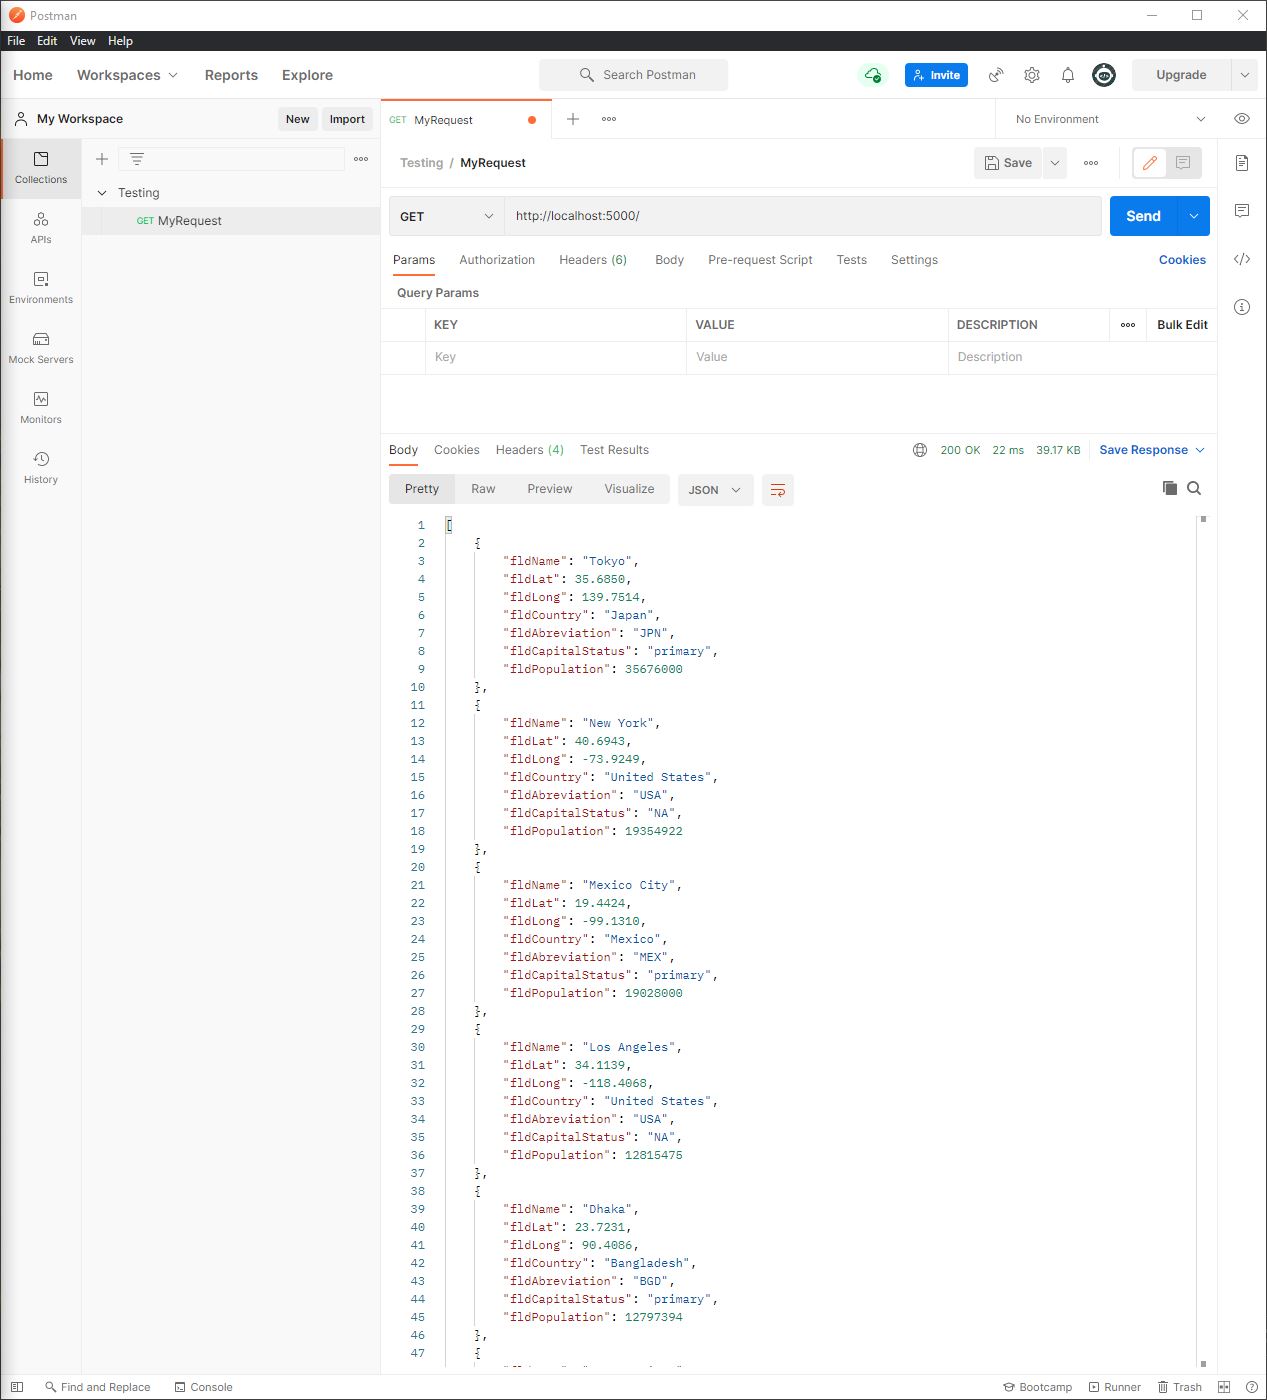 Postman
File Edit View Help
Home Workspaces Reports Explore Search Postman Invite Upgrade
My Workspace New Import GET MyRequest No Environment
Collections
APIs
Environments
Mock Servers
Monitors
History
Testing
GET MyRequest
Testing / MyRequest Save
GET http://localhost:5000/ Send
Params Authorization Headers (6) Body Pre-request Script Tests Settings Cookies
Query Params
KEY VALUE DESCRIPTION Bulk Edit
Key Value Description
Body Cookies Headers (4) Test Results 200 OK 22 ms 39.17 KB Save Response
Pretty Raw Preview Visualize JSON
1 [
2 {
3 "fldName": "Tokyo",
4 "fldLat": 35.6850,
5 "fldLong": 139.7514,
6 "fldCountry": "Japan",
7 "fldAbreviation": "JPN",
8 "fldCapitalStatus": "primary",
9 "fldPopulation": 35676000
10 },
11 {
12 "fldName": "New York",
13 "fldLat": 40.6943,
14 "fldLong": -73.9249,
15 "fldCountry": "United States",
16 "fldAbreviation": "USA",
17 "fldCapitalStatus": "NA",
18 "fldPopulation": 19354922
19 },
20 {
21 "fldName": "Mexico City",
22 "fldLat": 19.4424,
23 "fldLong": -99.1310,
24 "fldCountry": "Mexico",
25 "fldAbreviation": "MEX",
26 "fldCapitalStatus": "primary",
27 "fldPopulation": 19028000
28 },
29 {
30 "fldName": "Los Angeles",
31 "fldLat": 34.1139,
32 "fldLong": -118.4068,
33 "fldCountry": "United States",
34 "fldAbreviation": "USA",
35 "fldCapitalStatus": "NA",
36 "fldPopulation": 12815475
37 },
38 {
39 "fldName": "Dhaka",
40 "fldLat": 23.7231,
41 "fldLong": 90.4086,
42 "fldCountry": "Bangladesh",
43 "fldAbreviation": "BGD",
44 "fldCapitalStatus": "primary",
45 "fldPopulation": 12797394
46 },
47 {
Find and Replace Console Bootcamp Runner Trash